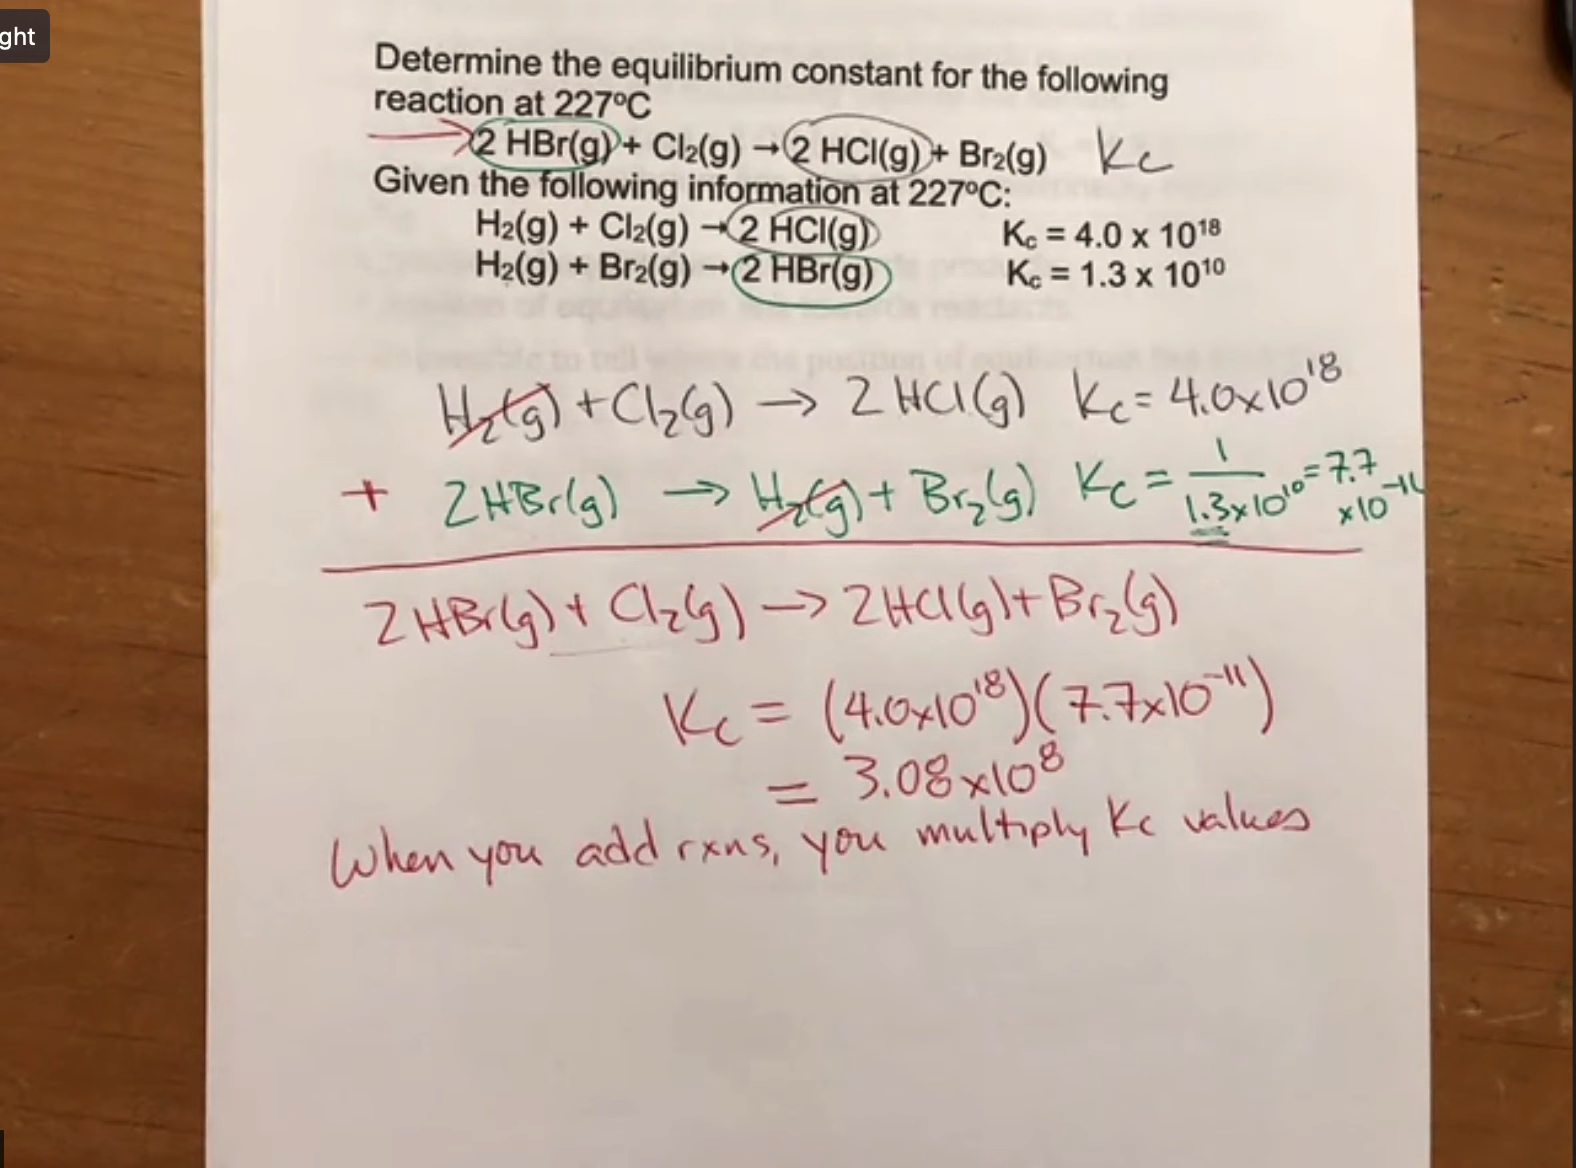 ght
Determine the equilibrium constant for the following
reaction at 227ºC
2 HBr(g) + Cl₂(g) → 2 HCl(g) + Br₂(g) Kc
Given the following information at 227ºC:
H₂(g) + Cl₂(g) → 2 HCl(g) Kc = 4.0 x 10¹⁸
H₂(g) + Br₂(g) → 2 HBr(g) Kc = 1.3 x 10¹⁰
H₂(g) + Cl₂(g) → 2 HCl(g) Kc = 4.0x10¹⁸
+ 2HBr(g) → H₂(g) + Br₂(g) Kc = 1/1.3x10¹⁰ = 7.7 x10⁻¹¹
2HBr(g) + Cl₂(g) → 2HCl(g) + Br₂(g)
Kc = (4.0x10¹⁸)(7.7x10⁻¹¹)
= 3.08x10⁸
When you add rxns, you multiply Kc values